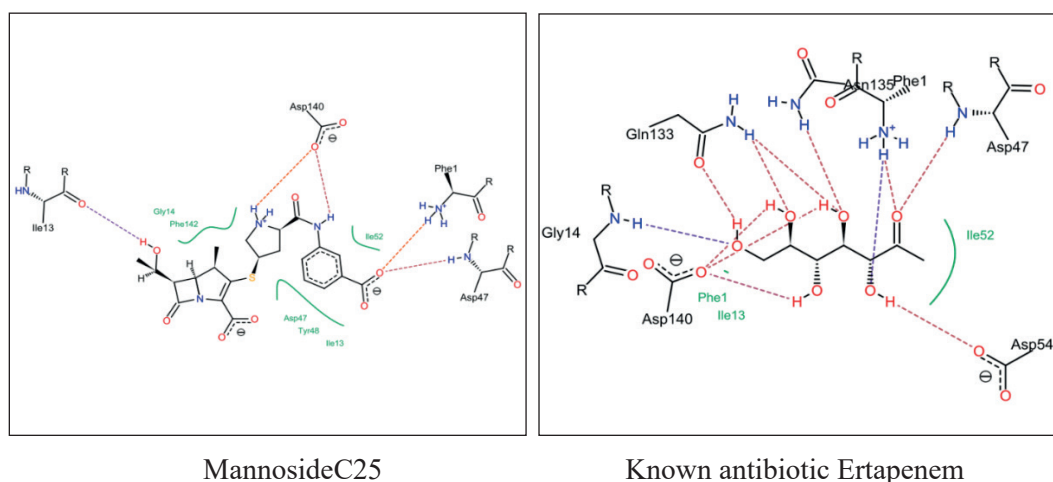 Asp140
O
O
⊖
O
R
HN
R
O
Ile13
Gly14
Phe142
H
O
H
H
N+
H
O
H
N
H
H
S
N
O
O
O
⊖
Ile52
O
O
⊖
Phe1
R
H
N+
H
H
O
R
H
N
O
Asp47
Asp47
Tyr48
Ile13
R
O
H
N
H
Gln133
O
H
N
H
O
Asn135
Phe1
R
H
N+
H
H
R
R
N
H
O
Asp47
R
N
H
Gly14
O
R
H
O
H
O
H
O
O
O
⊖
O
Asp140
Phe1
Ile13
H
O
O
H
Ile52
O
⊖
O
Asp54
MannosideC25
Known antibiotic Ertapenem